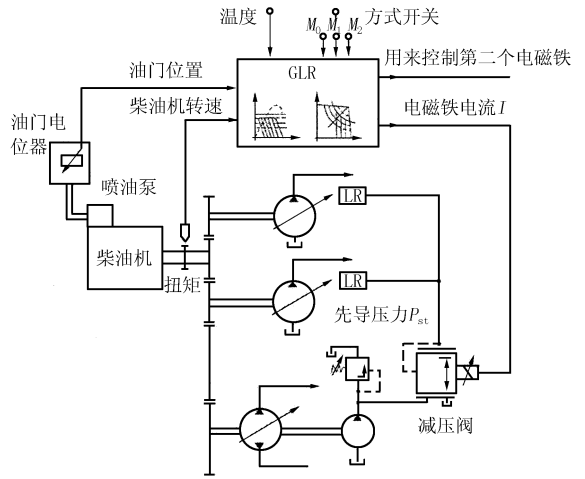 温度
方式开关
M0 M1 M2
用来控制第二个电磁铁
油门位置
GLR
柴油机转速
电磁铁电流I
油门电
位器
喷油泵
LR
柴油机
扭矩
LR
先导压力Pst
减压阀